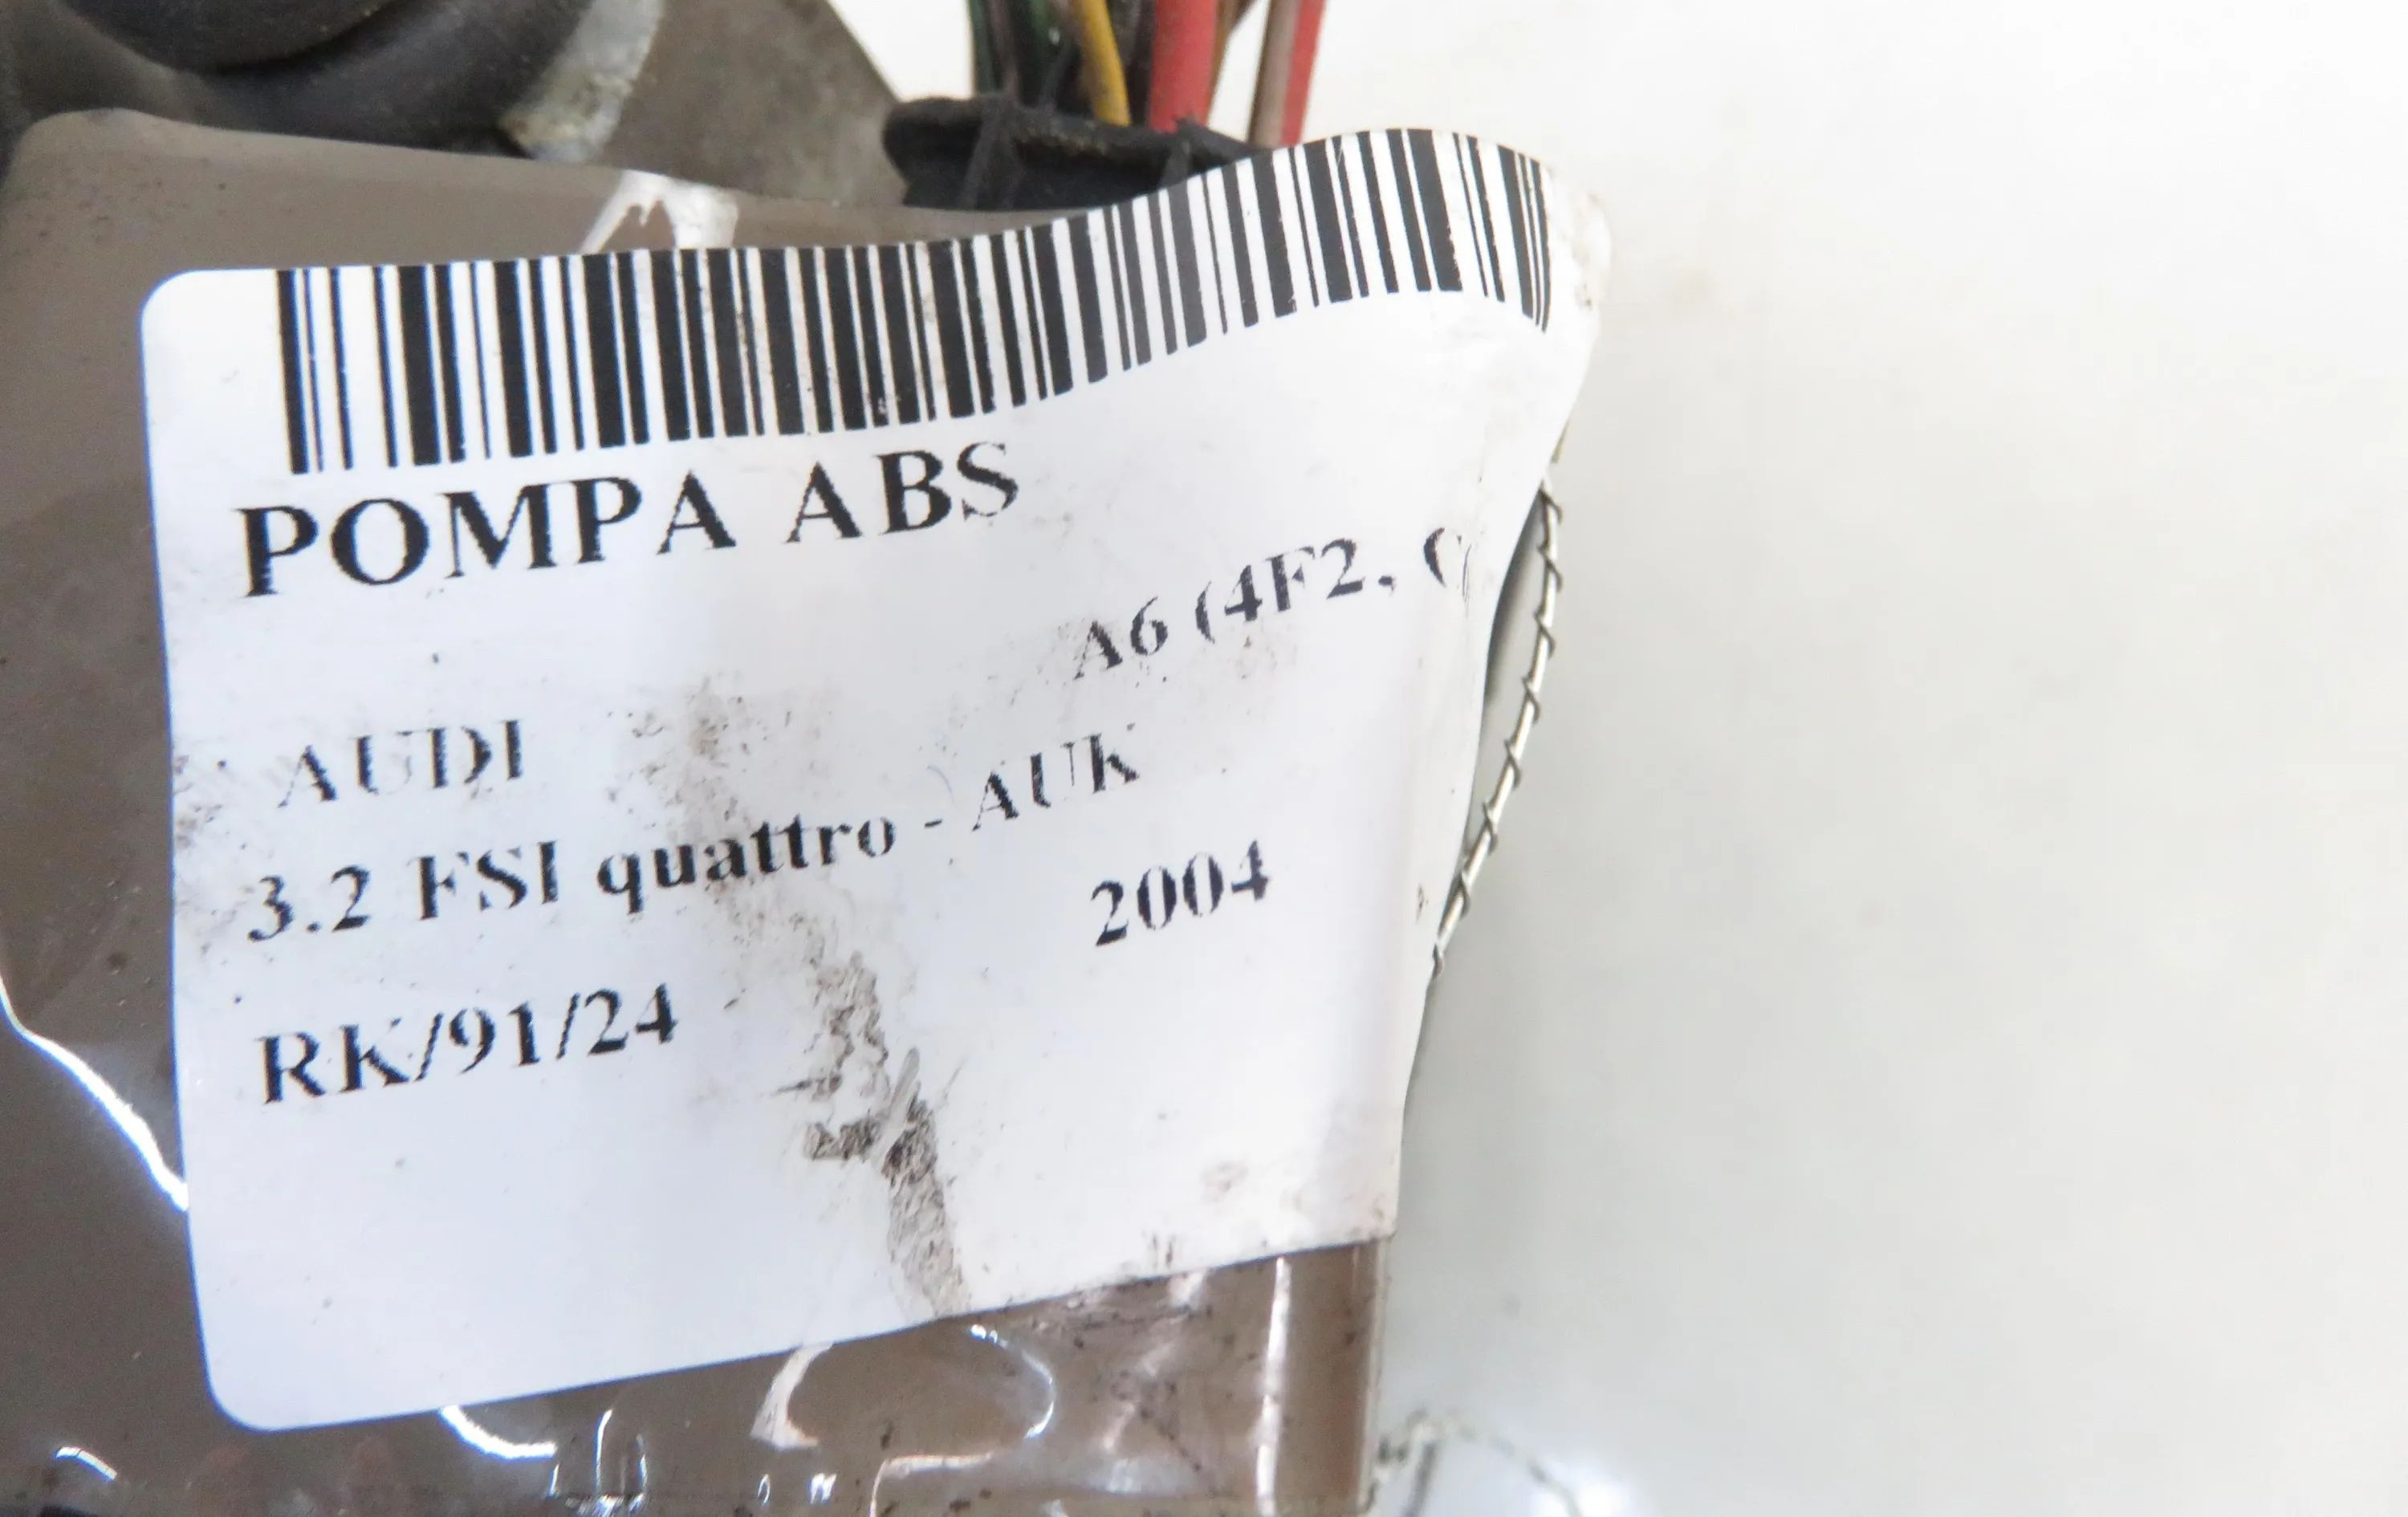 POMPA ABS
AUDI A6 (4F2, C
3.2 FSI quattro - AUK
2004
RK/91/24